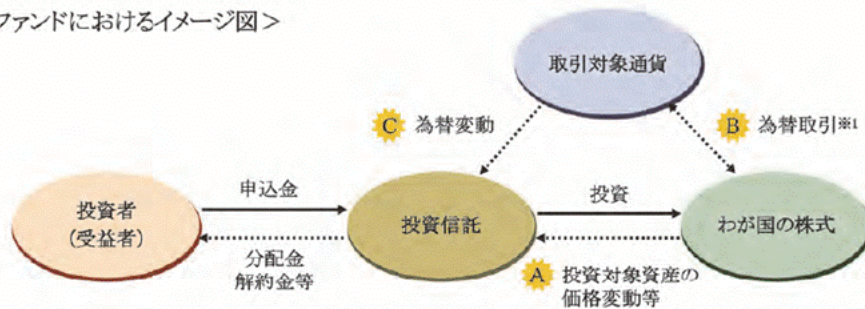 ファンドにおけるイメージ図>
取引対象通貨
C 為替変動
B 為替取引※1
投資者
(受益者)
申込金
投資信託
投資
わが国の株式
分配金
解約金等
A 投資対象資産の
価格変動等